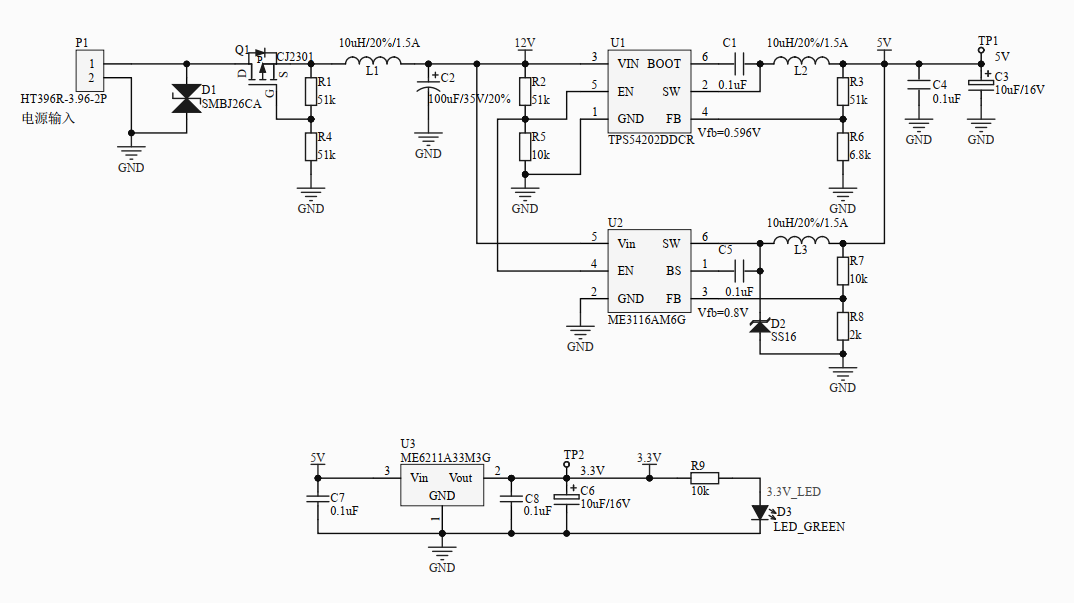 P1
1
2
HT396R-3.96-2P
电源输入
D1
SMBJ26CA
Q1
P
CJ2301
D
S
G
R1
51k
R4
51k
GND
GND
10uH/20%/1.5A
L1
C2
100uF/35V/20%
GND
12V
R2
51k
R5
10k
GND
U1
3
VIN
BOOT
6
5
EN
SW
2
1
GND
FB
4
TPS54202DDCR
Vfb=0.596V
C1
0.1uF
10uH/20%/1.5A
L2
R3
51k
R6
6.8k
GND
5V
C4
0.1uF
GND
TP1
5V
C3
10uF/16V
GND
U2
5
Vin
SW
6
4
EN
BS
1
2
GND
FB
3
ME3116AM6G
Vfb=0.8V
GND
C5
0.1uF
10uH/20%/1.5A
L3
D2
SS16
R7
10k
R8
2k
GND
5V
C7
0.1uF
U3
ME6211A33M3G
3
Vin
Vout
2
GND
1
GND
C8
0.1uF
TP2
3.3V
C6
10uF/16V
3.3V
R9
10k
3.3V_LED
D3
LED_GREEN